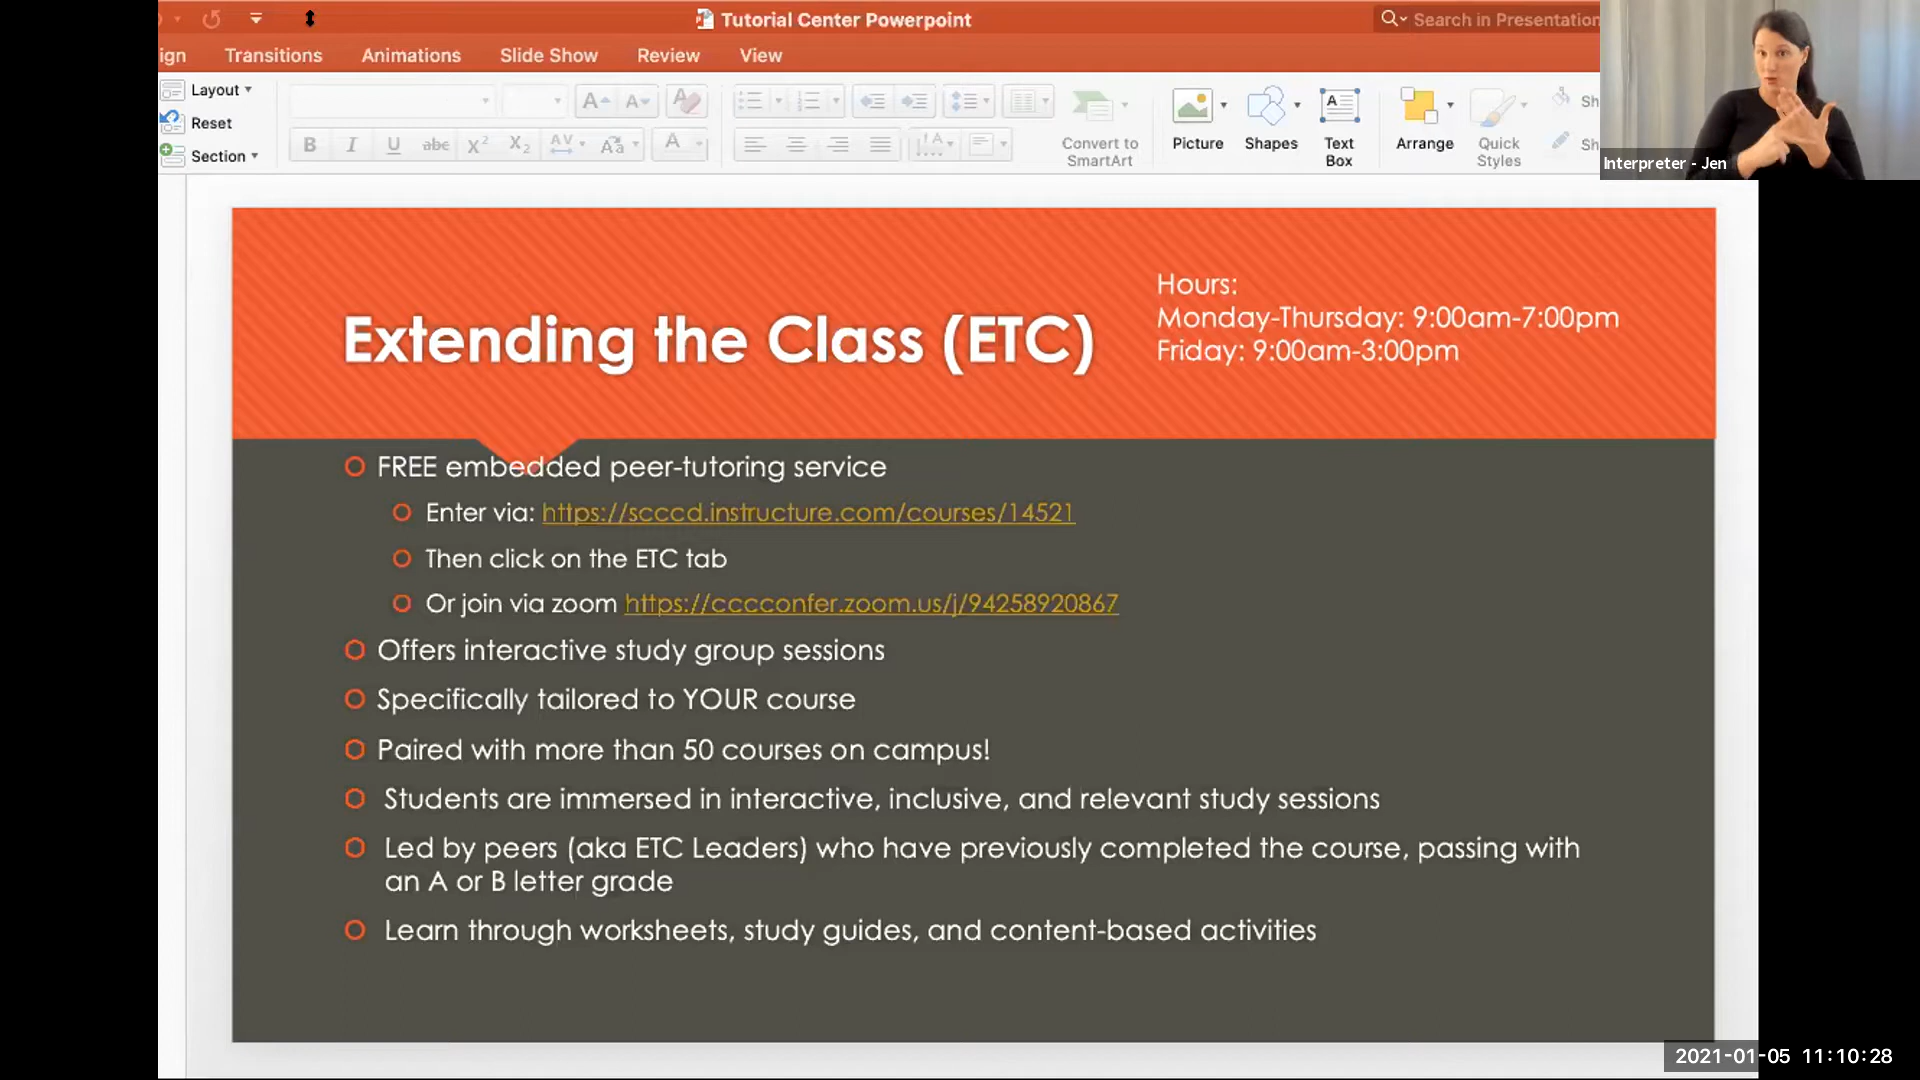 Tutorial Center Powerpoint
Search in Presentation
ign Transitions Animations Slide Show Review View
Layout
Reset
Section
Convert to
SmartArt
Picture
Shapes
Text
Box
Arrange
Quick
Styles
Sh
Sh
Interpreter - Jen
Extending the Class (ETC)
Hours:
Monday-Thursday: 9:00am-7:00pm
Friday: 9:00am-3:00pm
FREE embedded peer-tutoring service
Enter via: https://scccd.instructure.com/courses/14521
Then click on the ETC tab
Or join via zoom https://cccconfer.zoom.us/j/94258920867
Offers interactive study group sessions
Specifically tailored to YOUR course
Paired with more than 50 courses on campus!
Students are immersed in interactive, inclusive, and relevant study sessions
Led by peers (aka ETC Leaders) who have previously completed the course, passing with
an A or B letter grade
Learn through worksheets, study guides, and content-based activities
2021-01-05 11:10:28